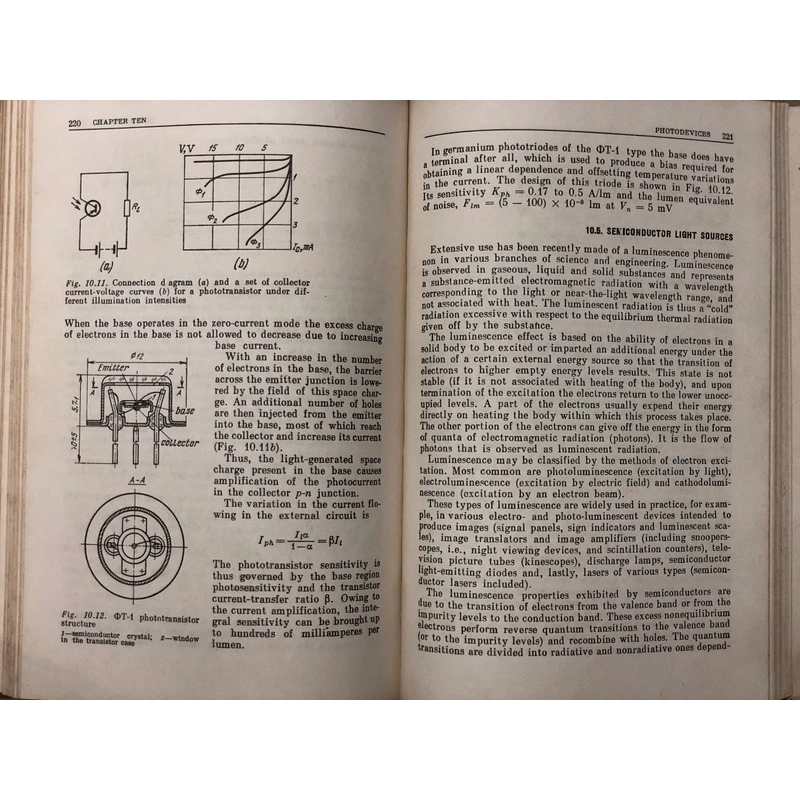 220 CHAPTER TEN
V,V 15 10 5
Φ1
Φ2
Φ3
1
2
3
I_C, mA
R_L
(a)
(b)
Fig. 10.11. Connection d agram (a) and a set of collector
current-voltage curves (b) for a phototransistor under dif-
ferent illumination intensities
When the base operates in the zero-current mode the excess charge
of electrons in the base is not allowed to decrease due to increasing
base current.
With an increase in the number
of electrons in the base, the barrier
across the emitter junction is lowe-
red by the field of this space char-
ge. An additional number of holes
are then injected from the emitter
into the base, most of which reach
the collector and increase its current
(Fig. 10.11b).
Thus, the light-generated space
charge present in the base causes
amplification of the photocurrent
in the collector p-n junction.
The variation in the current flo-
wing in the external circuit is
I_ph = I_lα / 1−α = βI_l
The phototransistor sensitivity is
thus governed by the base region
photosensitivity and the transistor
current-transfer ratio β. Owing to
the current amplification, the inte-
gral sensitivity can be brought up
to hundreds of milliamperes per
lumen.
Φ12
Emitter
2
A
A
base
collector
A-A
Fig. 10.12. ΦT-1 phototransistor
structure
1—semiconductor crystal; 2—window
in the transistor case
PHOTODEVICES 221
In germanium phototriodes of the ΦT-1 type the base does have
a terminal after all, which is used to produce a bias required for
obtaining a linear dependence and offsetting temperature variations
in the current. The design of this triode is shown in Fig. 10.12.
Its sensitivity K_ph = 0.17 to 0.5 A/lm and the lumen equivalent
of noise, F_lm = (5 — 100) × 10⁻⁶ lm at V_n = 5 mV
10.5. SEMICONDUCTOR LIGHT SOURCES
Extensive use has been recently made of a luminescence phenome-
non in various branches of science and engineering. Luminescence
is observed in gaseous, liquid and solid substances and represents
a substance-emitted electromagnetic radiation with a wavelength
corresponding to the light or near-the-light wavelength range, and
not associated with heat. The luminescent radiation is thus a “cold”
radiation excessive with respect to the equilibrium thermal radiation
given off by the substance.
The luminescence effect is based on the ability of electrons in a
solid body to be excited or imparted an additional energy under the
action of a certain external energy source so that the transition of
electrons to higher empty energy levels results. This state is not
stable (if it is not associated with heating of the body), and upon
termination of the excitation the electrons return to the lower unocc-
upied levels. A part of the electrons usually expend their energy
directly on heating the body within which this process takes place.
The other portion of the electrons can give off the energy in the form
of quanta of electromagnetic radiation (photons). It is the flow of
photons that is observed as luminescent radiation.
Luminescence may be classified by the methods of electron exci-
tation. Most common are photoluminescence (excitation by light),
electroluminescence (excitation by electric field) and cathodolumi-
nescence (excitation by an electron beam).
These types of luminescence are widely used in practice, for exam-
ple, in various electro- and photo-luminescent devices intended to
produce images (signal panels, sign indicators and luminescent sca-
les), image translators and image amplifiers (including snoopers-
copes, i.e., night viewing devices, and scintillation counters), tele-
vision picture tubes (kinescopes), discharge lamps, semiconductor
light-emitting diodes and, lastly, lasers of various types (semicon-
ductor lasers included).
The luminescence properties exhibited by semiconductors are
due to the transition of electrons from the valence band or from the
impurity levels to the conduction band. These excess nonequilibrium
electrons perform reverse quantum transitions to the valence band
(or to the impurity levels) and recombine with holes. The quantum
transitions are divided into radiative and nonradiative ones depend-